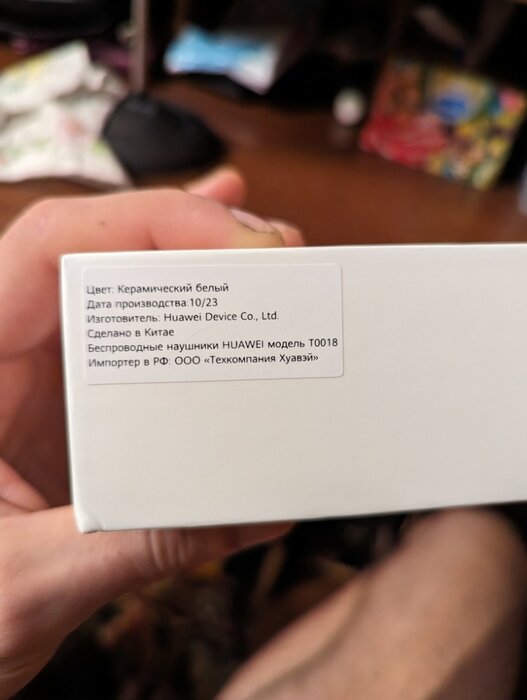 Цвет: Керамический белый
Дата производства:10/23
Изготовитель: Huawei Device Co., Ltd.
Сделано в Китае
Беспроводные наушники HUAWEI модель T0018
Импортер в РФ: ООО «Техкомпания Хуавэй»